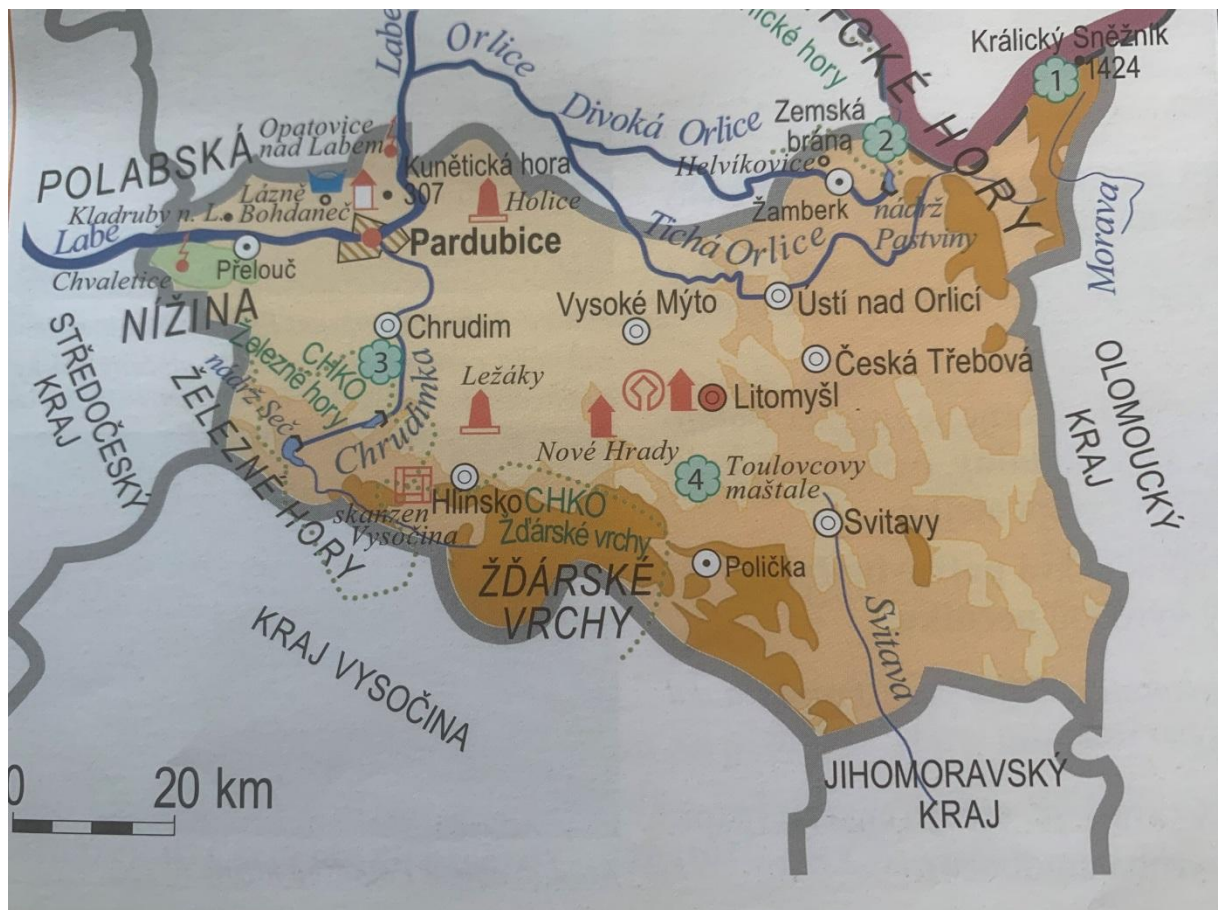 Labe
Orlice
nické hory
CKÉ HORY
Králický Sněžník
1424
1
Divoká Orlice
Zemská
brána
2
Opatovice
nad Labem
POLABSKÁ
Kunětická hora
307
Helvíkovice
Lázně
Bohdaneč
Kladruby n. L.
Holice
Žamberk
nádrž
Pastviny
Morava
Labe
Pardubice
Tichá Orlice
Přelouč
Chvaletice
NÍŽINA
Vysoké Mýto
Ústí nad Orlicí
Chrudim
STŘEDOČESKÝ
KRAJ
CHKO
Železné hory
3
Česká Třebová
OLOMOUCKÝ
KRAJ
nádrž Seč
Chrudimka
Ležáky
Litomyšl
ŽELEZNÉ HORY
Nové Hrady
4
Toulovcovy
maštale
Hlinsko
CHKO
Žďárské vrchy
skanzen
Vysočina
Svitavy
ŽĎÁRSKÉ
VRCHY
Polička
Svitava
KRAJ VYSOČINA
0
20 km
JIHOMORAVSKÝ
KRAJ